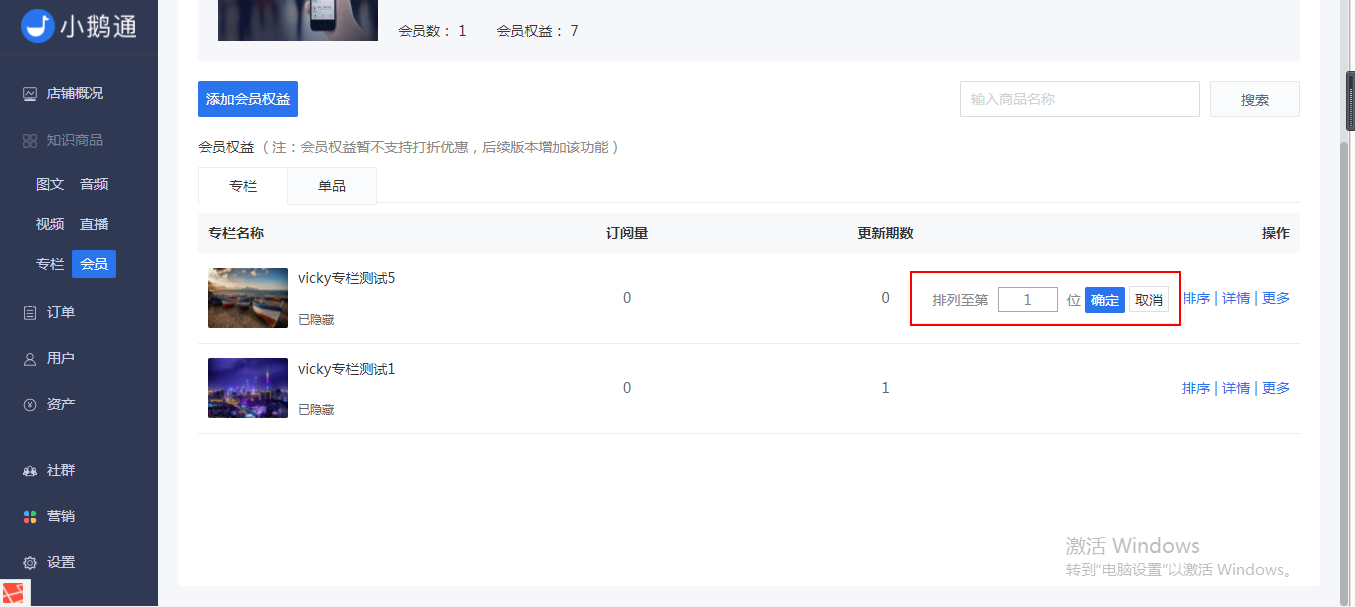 小鹅通
店铺概况
知识商品
图文 音频
视频 直播
专栏 会员
订单
用户
资产
社群
营销
设置
会员数： 1 会员权益： 7
添加会员权益
输入商品名称
搜索
会员权益（ 注：会员权益暂不支持打折优惠，后续版本增加该功能 ）
专栏 单品
专栏名称 订阅量 更新期数 操作
vicky专栏测试5
已隐藏
0 0 排列至第 1 位 确定 取消 排序 | 详情 | 更多
vicky专栏测试1
已隐藏
0 1 排序 | 详情 | 更多
激活 Windows
转到“电脑设置”以激活 Windows。